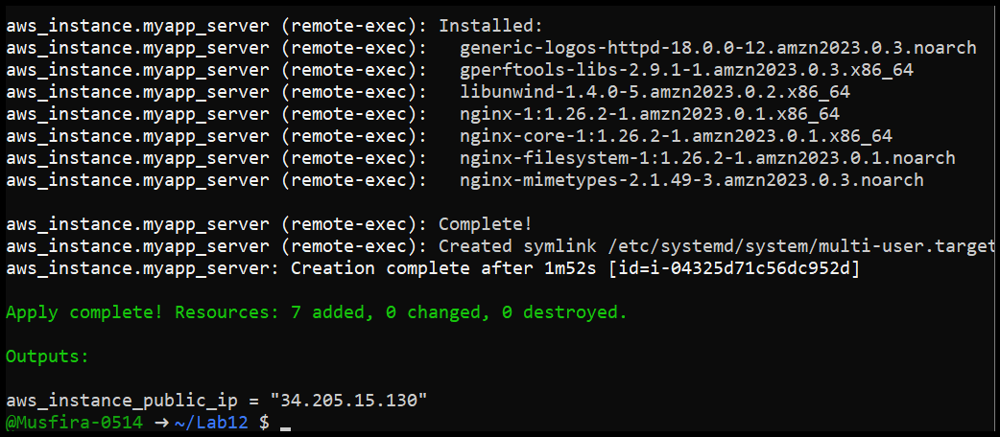 aws_instance.myapp_server (remote-exec): Installed:
aws_instance.myapp_server (remote-exec):   generic-logos-httpd-18.0.0-12.amzn2023.0.3.noarch
aws_instance.myapp_server (remote-exec):   gperftools-libs-2.9.1-1.amzn2023.0.3.x86_64
aws_instance.myapp_server (remote-exec):   libunwind-1.4.0-5.amzn2023.0.2.x86_64
aws_instance.myapp_server (remote-exec):   nginx-1:1.26.2-1.amzn2023.0.1.x86_64
aws_instance.myapp_server (remote-exec):   nginx-core-1:1.26.2-1.amzn2023.0.1.x86_64
aws_instance.myapp_server (remote-exec):   nginx-filesystem-1:1.26.2-1.amzn2023.0.1.noarch
aws_instance.myapp_server (remote-exec):   nginx-mimetypes-2.1.49-3.amzn2023.0.3.noarch
aws_instance.myapp_server (remote-exec): Complete!
aws_instance.myapp_server (remote-exec): Created symlink /etc/systemd/system/multi-user.target
aws_instance.myapp_server: Creation complete after 1m52s [id=i-04325d71c56dc952d]
Apply complete! Resources: 7 added, 0 changed, 0 destroyed.
Outputs:
aws_instance_public_ip = "34.205.15.130"
@Musfira-0514 ➜ ~/Lab12 $ _